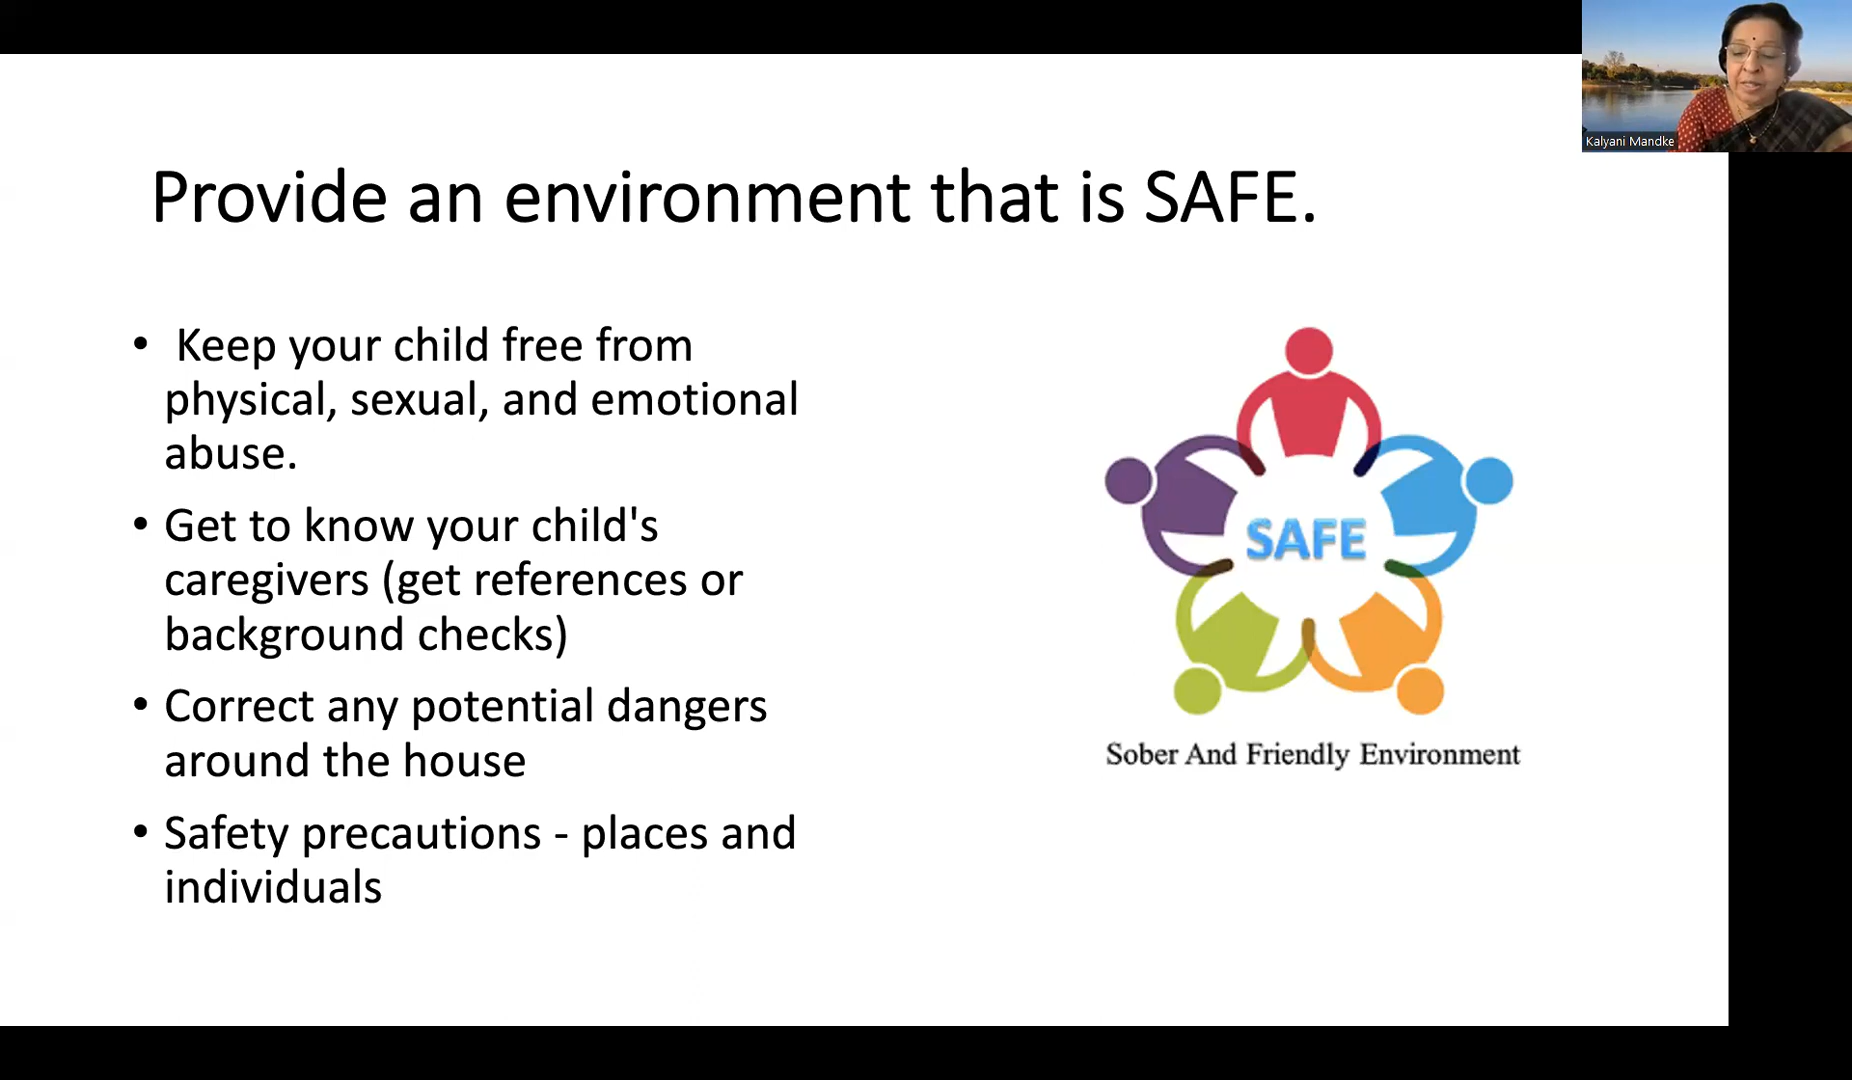 Kalyani Mandke
Provide an environment that is SAFE.
• Keep your child free from
physical, sexual, and emotional
abuse.
• Get to know your child's
caregivers (get references or
background checks)
• Correct any potential dangers
around the house
• Safety precautions - places and
individuals
SAFE
Sober And Friendly Environment